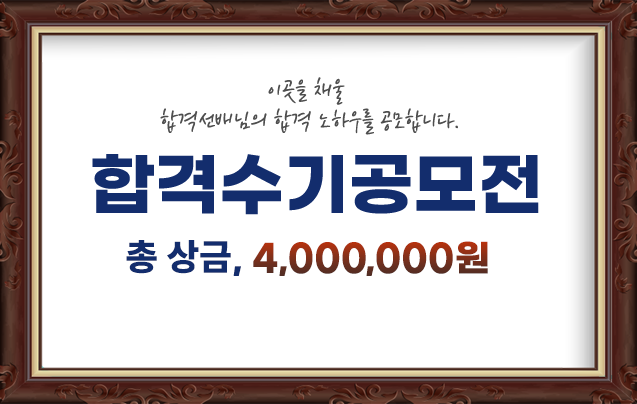 이곳을 채울
합격선배님의 합격 노하우를 공모합니다.
합격수기공모전
총 상금, 4,000,000원